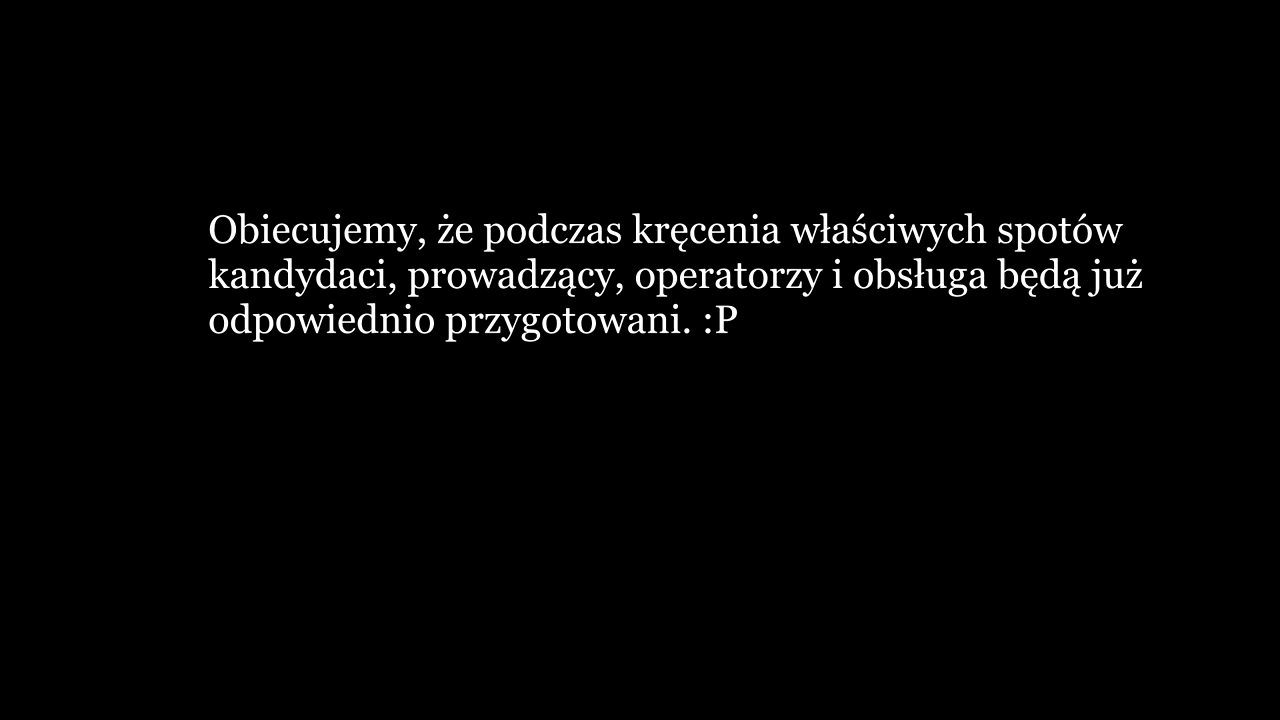 Obiecujemy, że podczas kręcenia właściwych spotów
kandydaci, prowadzący, operatorzy i obsługa będą już
odpowiednio przygotowani. :P